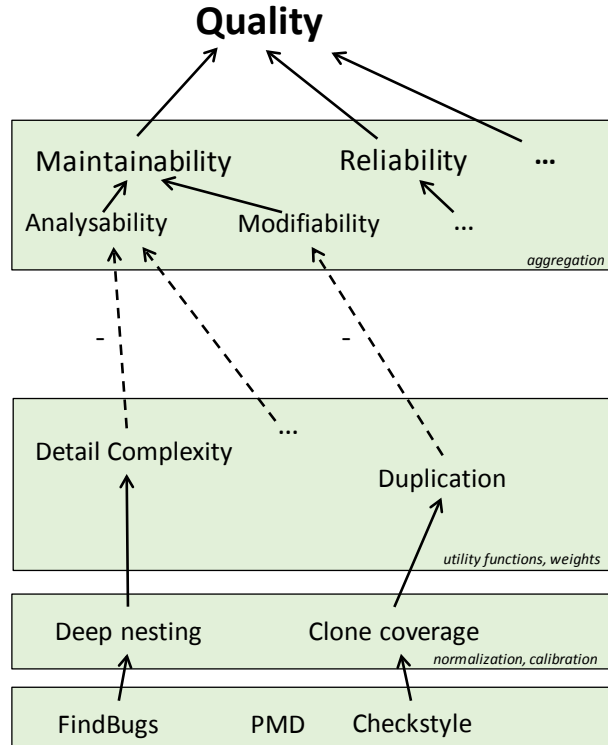 Quality
Maintainability Reliability ...
Analysability Modifiability ...
aggregation
- -
...
Detail Complexity
Duplication
utility functions, weights
Deep nesting Clone coverage
normalization, calibration
FindBugs PMD Checkstyle